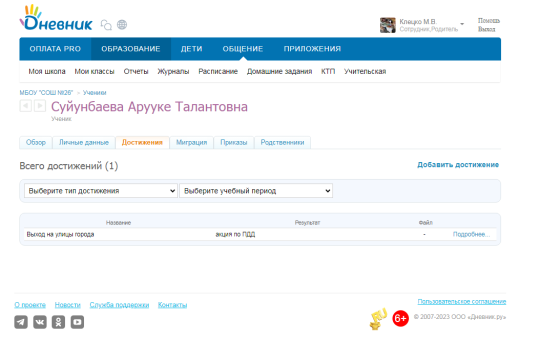 Дневник
Клецко М.В.
Сотрудник, Родитель
Помощь
Выход
ОПЛАТА PRO ОБРАЗОВАНИЕ ДЕТИ ОБЩЕНИЕ ПРИЛОЖЕНИЯ
Моя школа Мои классы Отчеты Журналы Расписание Домашние задания КТП Учительская
МБОУ "СОШ №26" Ученики
Суйунбаева Арууке Талантовна
Ученик
Обзор Личные данные Достижения Миграция Приказы Родственники
Всего достижений (1) Добавить достижение
Выберите тип достижения Выберите учебный период
Название Результат Файл
Выход на улицы города акция по ПДД - Подробнее...
О проекте Новости Служба поддержки Контакты
Пользовательское соглашение
6+ © 2007-2023 ООО «Дневник.ру»